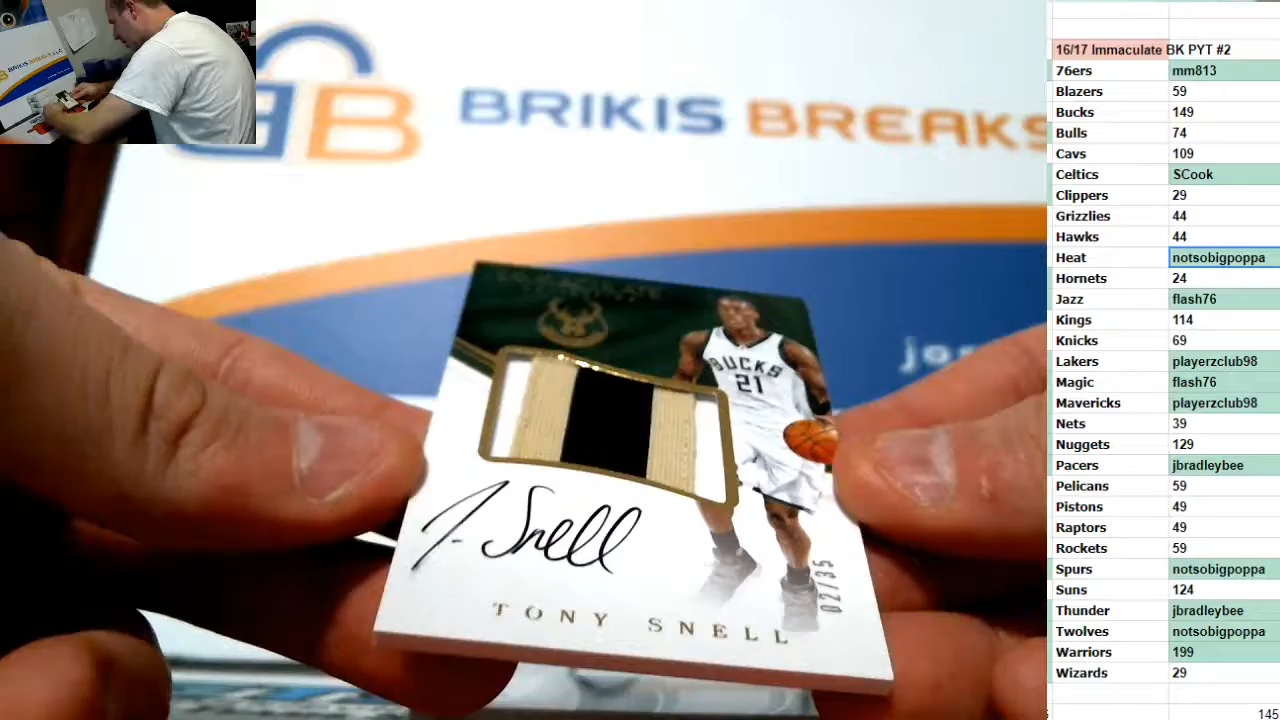 BRIKIS BREAKS
BUCKS
21
J. Snell
TONY SNELL
02/35
16/17 Immaculate BK PYT #2
76ers mm813
Blazers 59
Bucks 149
Bulls 74
Cavs 109
Celtics SCook
Clippers 29
Grizzlies 44
Hawks 44
Heat notsobigpoppa
Hornets 24
Jazz flash76
Kings 114
Knicks 69
Lakers playerzclub98
Magic flash76
Mavericks playerzclub98
Nets 39
Nuggets 129
Pacers jbradleybee
Pelicans 59
Pistons 49
Raptors 49
Rockets 59
Spurs notsobigpoppa
Suns 124
Thunder jbradleybee
Twolves notsobigpoppa
Warriors 199
Wizards 29
145